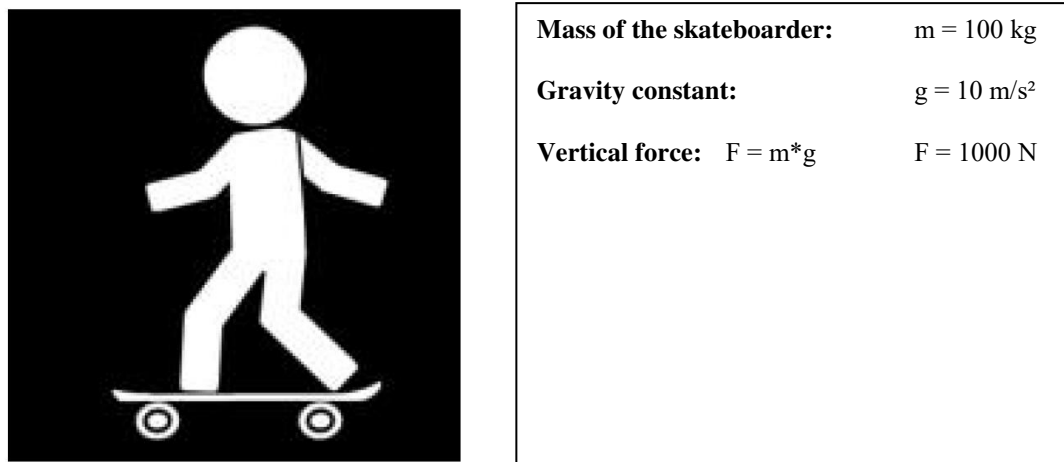 Mass of the skateboarder: m = 100 kg
Gravity constant: g = 10 m/s²
Vertical force: F = m*g F = 1000 N